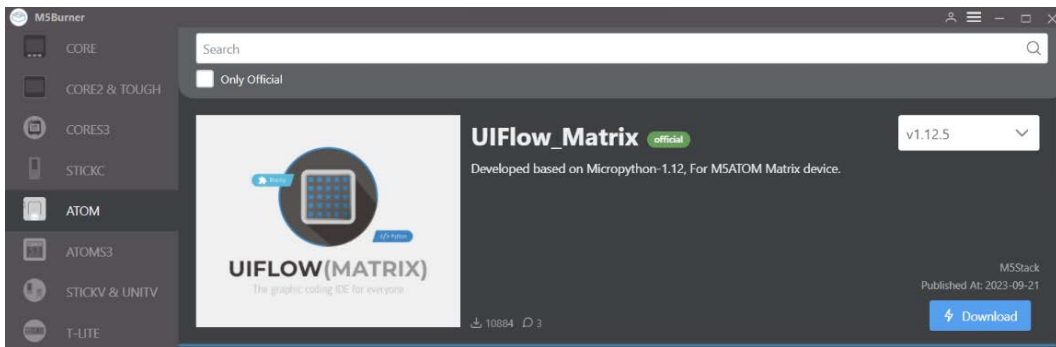 M5Burner
CORE
CORE2 & TOUGH
CORES3
STICKC
ATOM
ATOMS3
STICKV & UNITV
T-LITE
Search
Only Official
UIFLOW(MATRIX)
The graphic coding IDE for everyone
UIFlow_Matrix official
Developed based on Micropython-1.12, For M5ATOM Matrix device.
10884 3
v1.12.5
M5Stack
Published At: 2023-09-21
Download